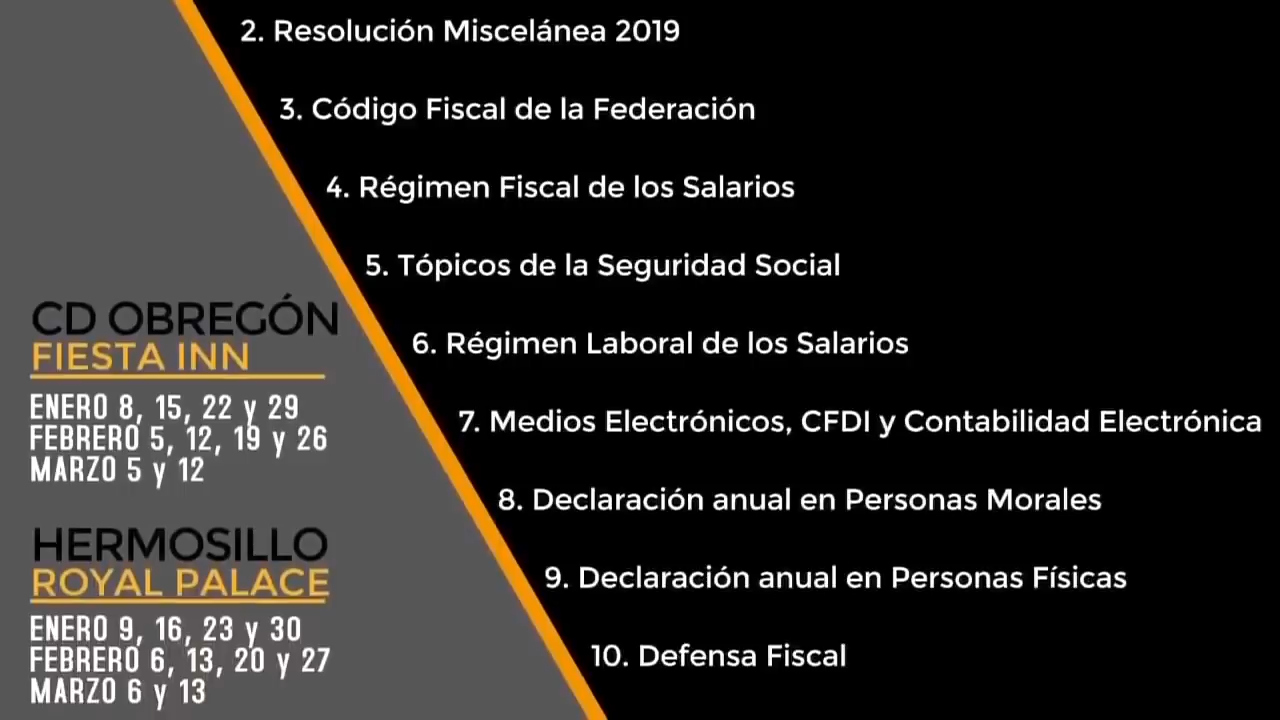 2. Resolución Miscelánea 2019
3. Código Fiscal de la Federación
4. Régimen Fiscal de los Salarios
5. Tópicos de la Seguridad Social
6. Régimen Laboral de los Salarios
7. Medios Electrónicos, CFDI y Contabilidad Electrónica
8. Declaración anual en Personas Morales
9. Declaración anual en Personas Físicas
10. Defensa Fiscal
CD OBREGÓN
FIESTA INN
ENERO 8, 15, 22 y 29
FEBRERO 5, 12, 19 y 26
MARZO 5 y 12
HERMOSILLO
ROYAL PALACE
ENERO 9, 16, 23 y 30
FEBRERO 6, 13, 20 y 27
MARZO 6 y 13